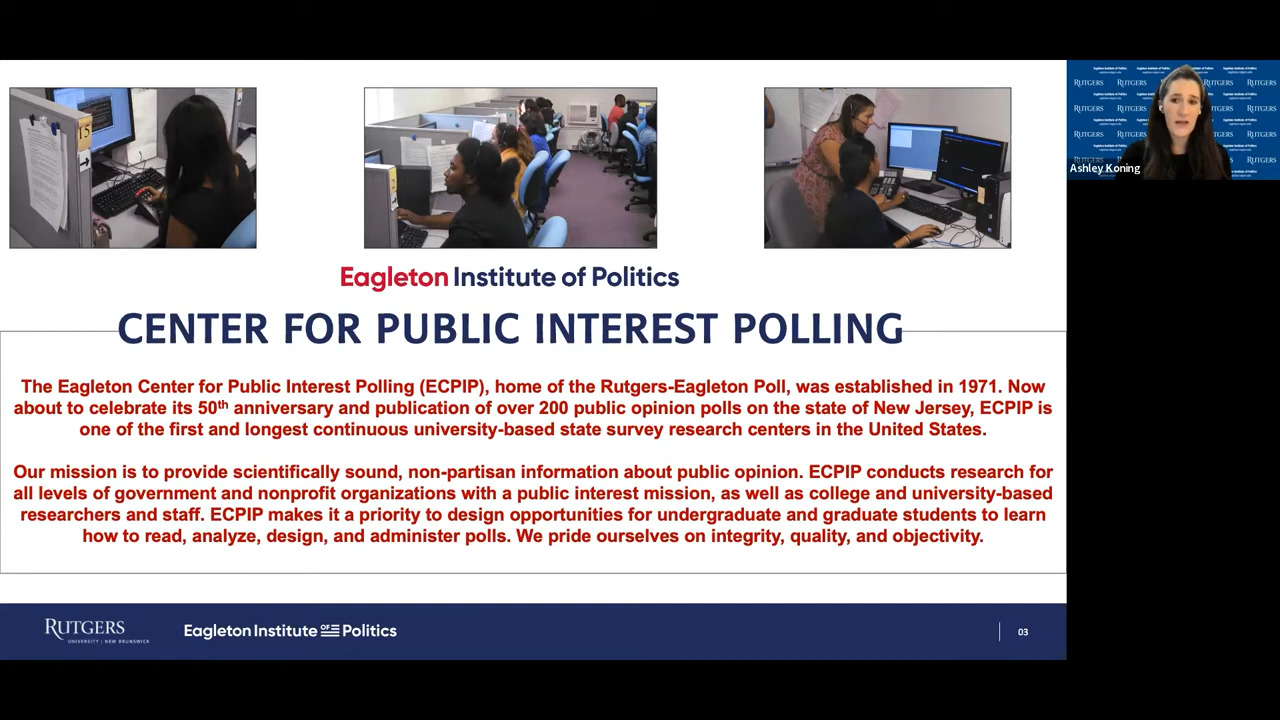 Eagleton Institute of Politics
CENTER FOR PUBLIC INTEREST POLLING
The Eagleton Center for Public Interest Polling (ECPIP), home of the Rutgers-Eagleton Poll, was established in 1971. Now
about to celebrate its 50th anniversary and publication of over 200 public opinion polls on the state of New Jersey, ECPIP is
one of the first and longest continuous university-based state survey research centers in the United States.
Our mission is to provide scientifically sound, non-partisan information about public opinion. ECPIP conducts research for
all levels of government and nonprofit organizations with a public interest mission, as well as college and university-based
researchers and staff. ECPIP makes it a priority to design opportunities for undergraduate and graduate students to learn
how to read, analyze, design, and administer polls. We pride ourselves on integrity, quality, and objectivity.
RUTGERS
UNIVERSITY | NEW BRUNSWICK
Eagleton Institute OF Politics
03
15
Eagleton Institute of Politics
RUTGERS
Ashley Koning